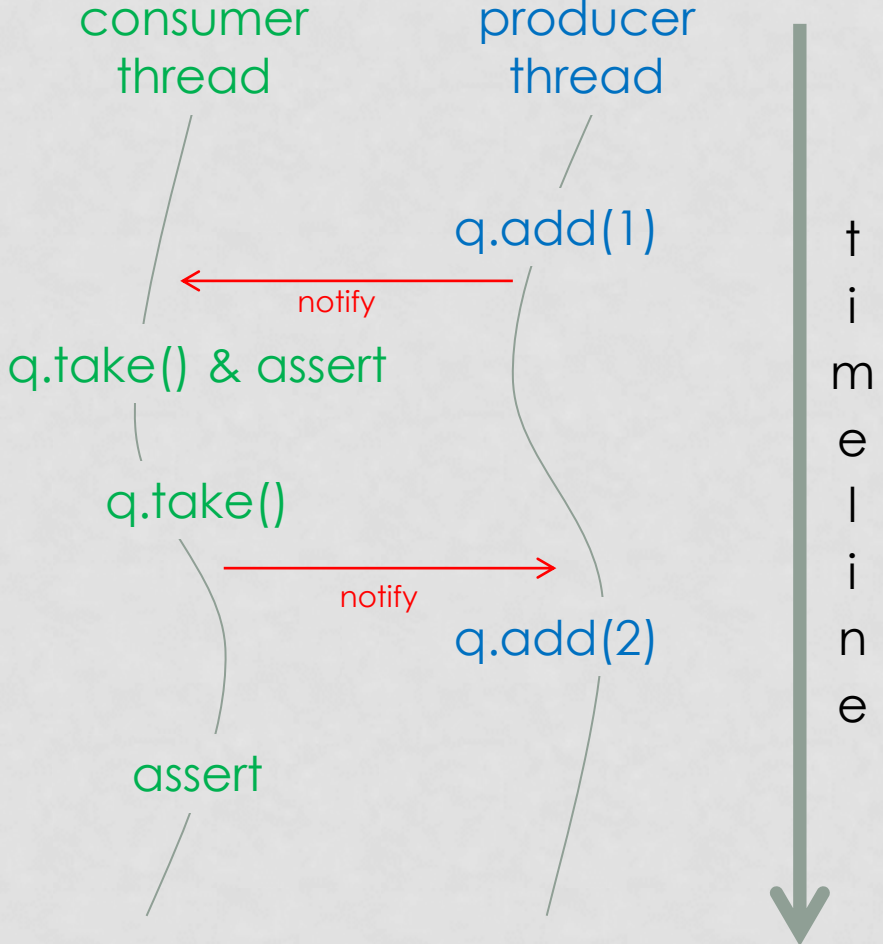 consumer
thread
producer
thread
q.add(1)
notify
q.take() & assert
q.take()
notify
q.add(2)
assert
t
i
m
e
l
i
n
e